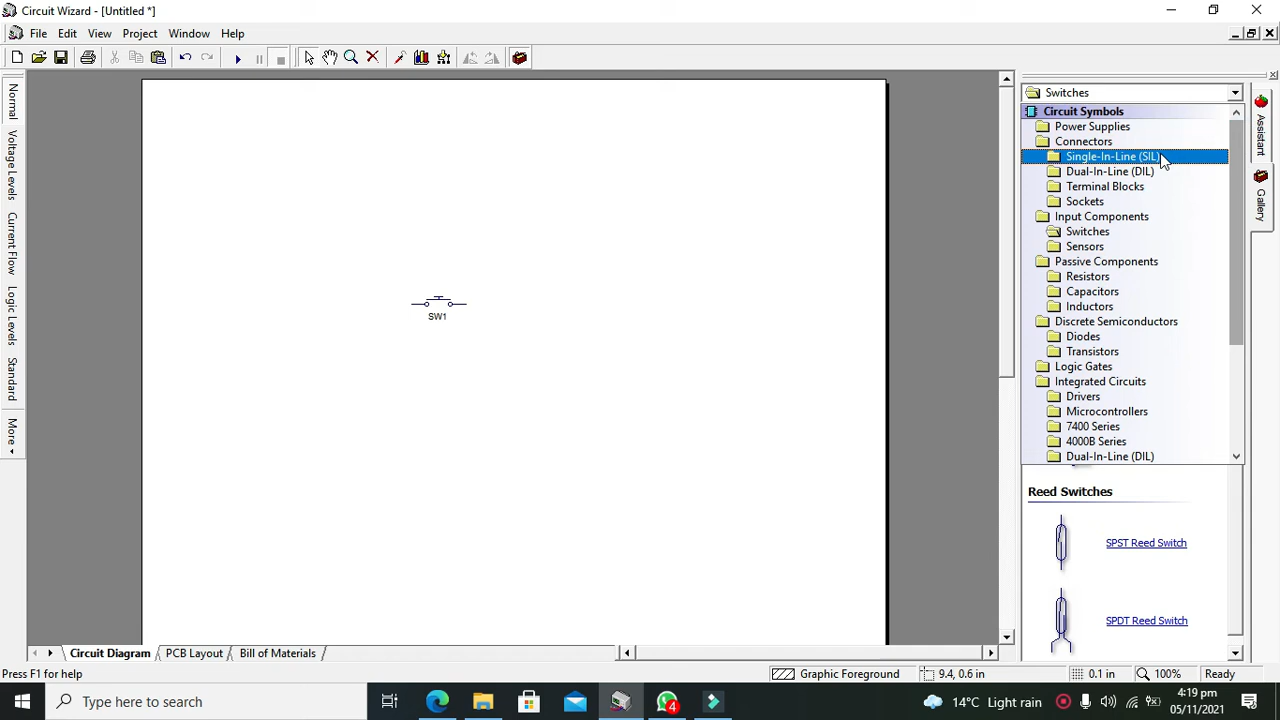 Circuit Wizard - [Untitled *]
File Edit View Project Window Help
Normal
Voltage Levels
Current Flow
Logic Levels
Standard
More
SW1
Switches
Circuit Symbols
Power Supplies
Connectors
Single-In-Line (SIL)
Dual-In-Line (DIL)
Terminal Blocks
Sockets
Input Components
Switches
Sensors
Passive Components
Resistors
Capacitors
Inductors
Discrete Semiconductors
Diodes
Transistors
Logic Gates
Integrated Circuits
Drivers
Microcontrollers
7400 Series
4000B Series
Dual-In-Line (DIL)
Reed Switches
SPST Reed Switch
SPDT Reed Switch
Assistant
Gallery
Circuit Diagram PCB Layout Bill of Materials
Press F1 for help Graphic Foreground 9.4, 0.6 in 0.1 in 100% Ready
Type here to search 4 14°C Light rain 4:19 pm
05/11/2021